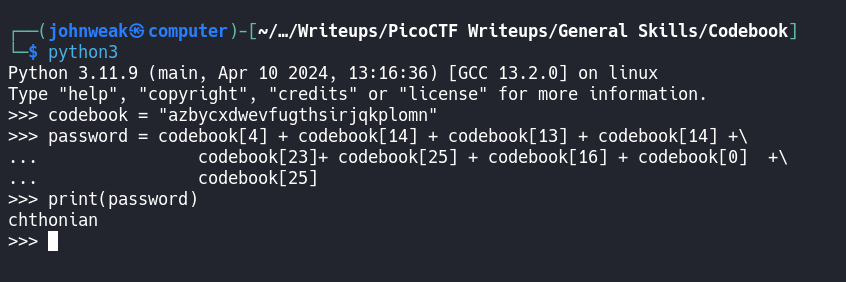 ┌──(johnweak㉿computer)-[~/…/Writeups/PicoCTF Writeups/General Skills/Codebook]
└─$ python3
Python 3.11.9 (main, Apr 10 2024, 13:16:36) [GCC 13.2.0] on linux
Type "help", "copyright", "credits" or "license" for more information.
>>> codebook = "azbycxdwevfugthsirjqkplomn"
>>> password = codebook[4] + codebook[14] + codebook[13] + codebook[14] +\
...                codebook[23]+ codebook[25] + codebook[16] + codebook[0]  +\
...                codebook[25]
>>> print(password)
chthonian
>>>